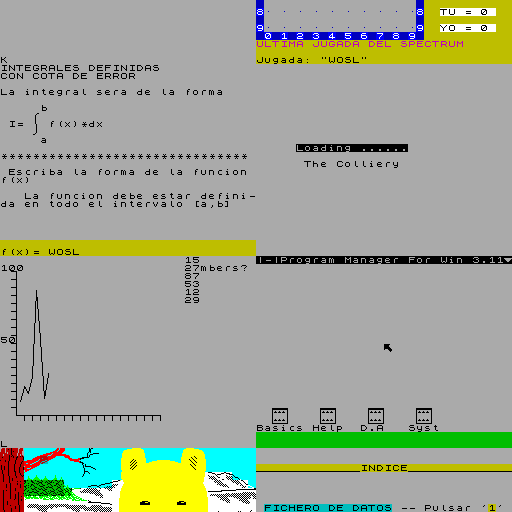 K
INTEGRALES DEFINIDAS
CON COTA DE ERROR
La integral sera de la forma
b
I= ∫ f(x)*dx
a
*******************************
Escriba la forma de la funcion
f(x)
La funcion debe estar defini-
da en todo el intervalo [a,b]
f(x)= WOSL
8 8
9 9
0 1 2 3 4 5 6 7 8 9
TU = 0
YO = 0
ULTIMA JUGADA DEL SPECTRUM
Jugada: "WOSL"
Loading ......
The Colliery
15
27mbers?
87
53
12
29
100
50
L
|-|Program Manager For Win 3.11
Basics Help D.A Syst
INDICE
FICHERO DE DATOS -- Pulsar '1'